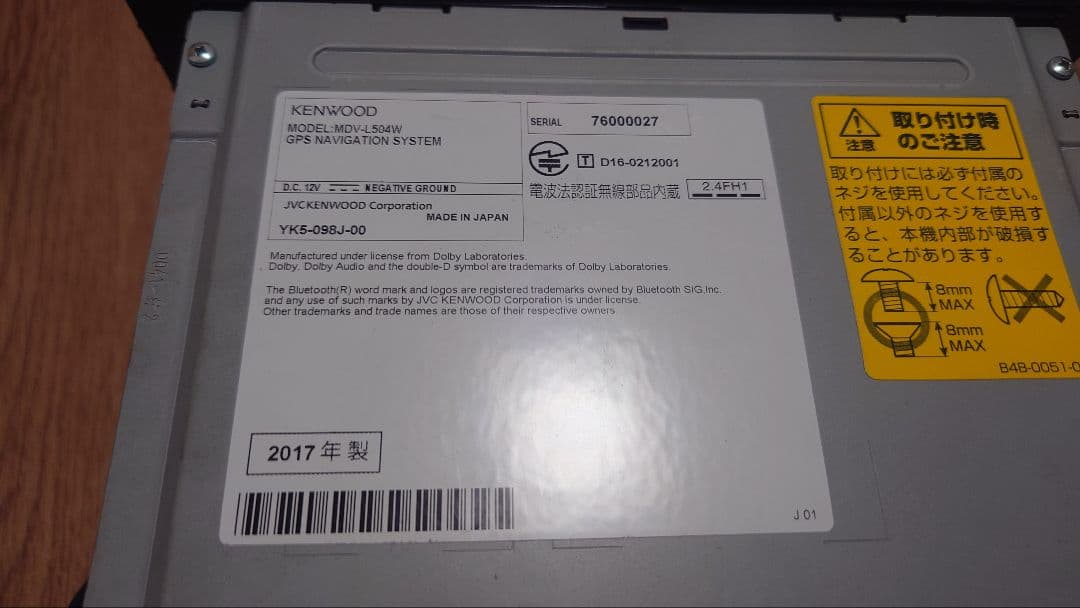 KENWOOD
MODEL:MDV-L504W
GPS NAVIGATION SYSTEM
D.C. 12V NEGATIVE GROUND
JVCKENWOOD Corporation
MADE IN JAPAN
YK5-098J-00
SERIAL 76000027
T D16-0212001
電波法認証無線部品内蔵 2.4FH1
Manufactured under license from Dolby Laboratories.
Dolby, Dolby Audio and the double-D symbol are trademarks of Dolby Laboratories.
The Bluetooth(R) word mark and logos are registered trademarks owned by Bluetooth SIG,Inc.
and any use of such marks by JVC KENWOOD Corporation is under license.
Other trademarks and trade names are those of their respective owners
2017 年 製
J 01
注意
取り付け時
のご注意
取り付けには必ず付属の
ネジを使用してください。
付属以外のネジを使用す
ると、本機内部が破損す
ることがあります。
8mm
MAX
8mm
MAX
B4B-0051-0